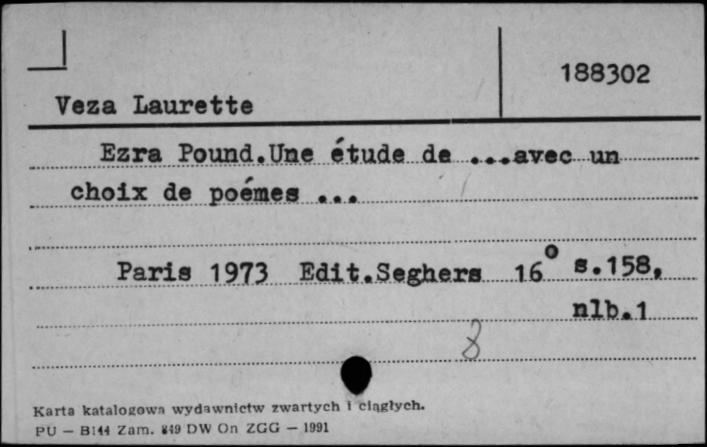 188302
Veza Laurette
Ezra Pound.Une étude de ...avec un
choix de poémes ...
Paris 1973 Edit.Seghers 16° s.158,
nlb.1
8
Karta katalogowa wydawnictw zwartych i ciągłych.
PU — B144 Zam. 849 DW On ZGG — 1991